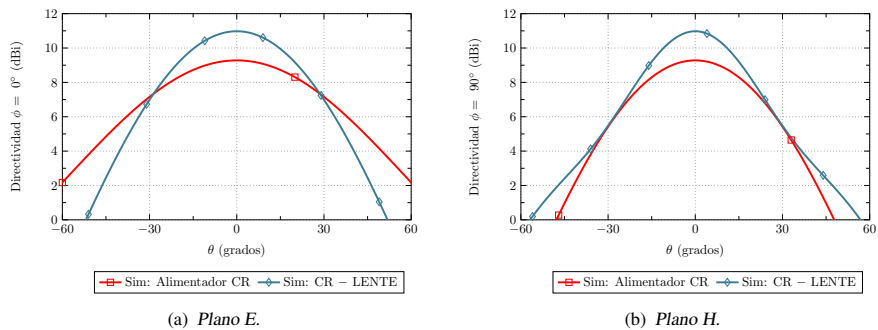 Directividad ϕ = 0° (dBi)
12
10
8
6
4
2
0
−60
−30
0
30
60
θ (grados)
Sim: Alimentador CR
Sim: CR − LENTE
(a) Plano E.
Directividad ϕ = 90° (dBi)
12
10
8
6
4
2
0
−60
−30
0
30
60
θ (grados)
Sim: Alimentador CR
Sim: CR − LENTE
(b) Plano H.